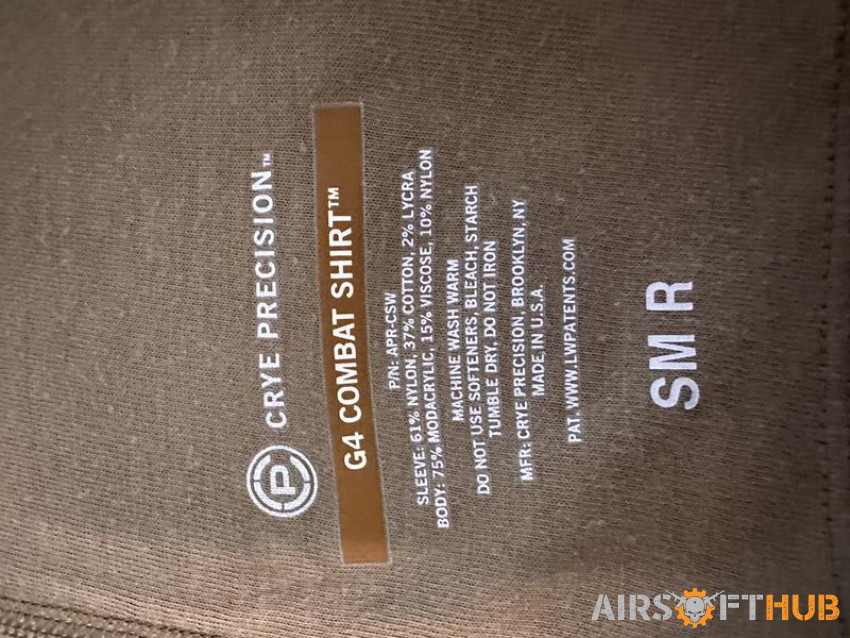 CRYE PRECISION™
G4 COMBAT SHIRT™
P/N: APR-CSW
SLEEVE: 61% NYLON, 37% COTTON, 2% LYCRA
BODY: 75% MODACRYLIC, 15% VISCOSE, 10% NYLON
MACHINE WASH WARM
DO NOT USE SOFTENERS, BLEACH, STARCH
TUMBLE DRY, DO NOT IRON
MFR: CRYE PRECISION, BROOKLYN, NY
MADE IN U.S.A.
PAT. WWW.LWPATENTS.COM
SM R
AIRSOFTHUB